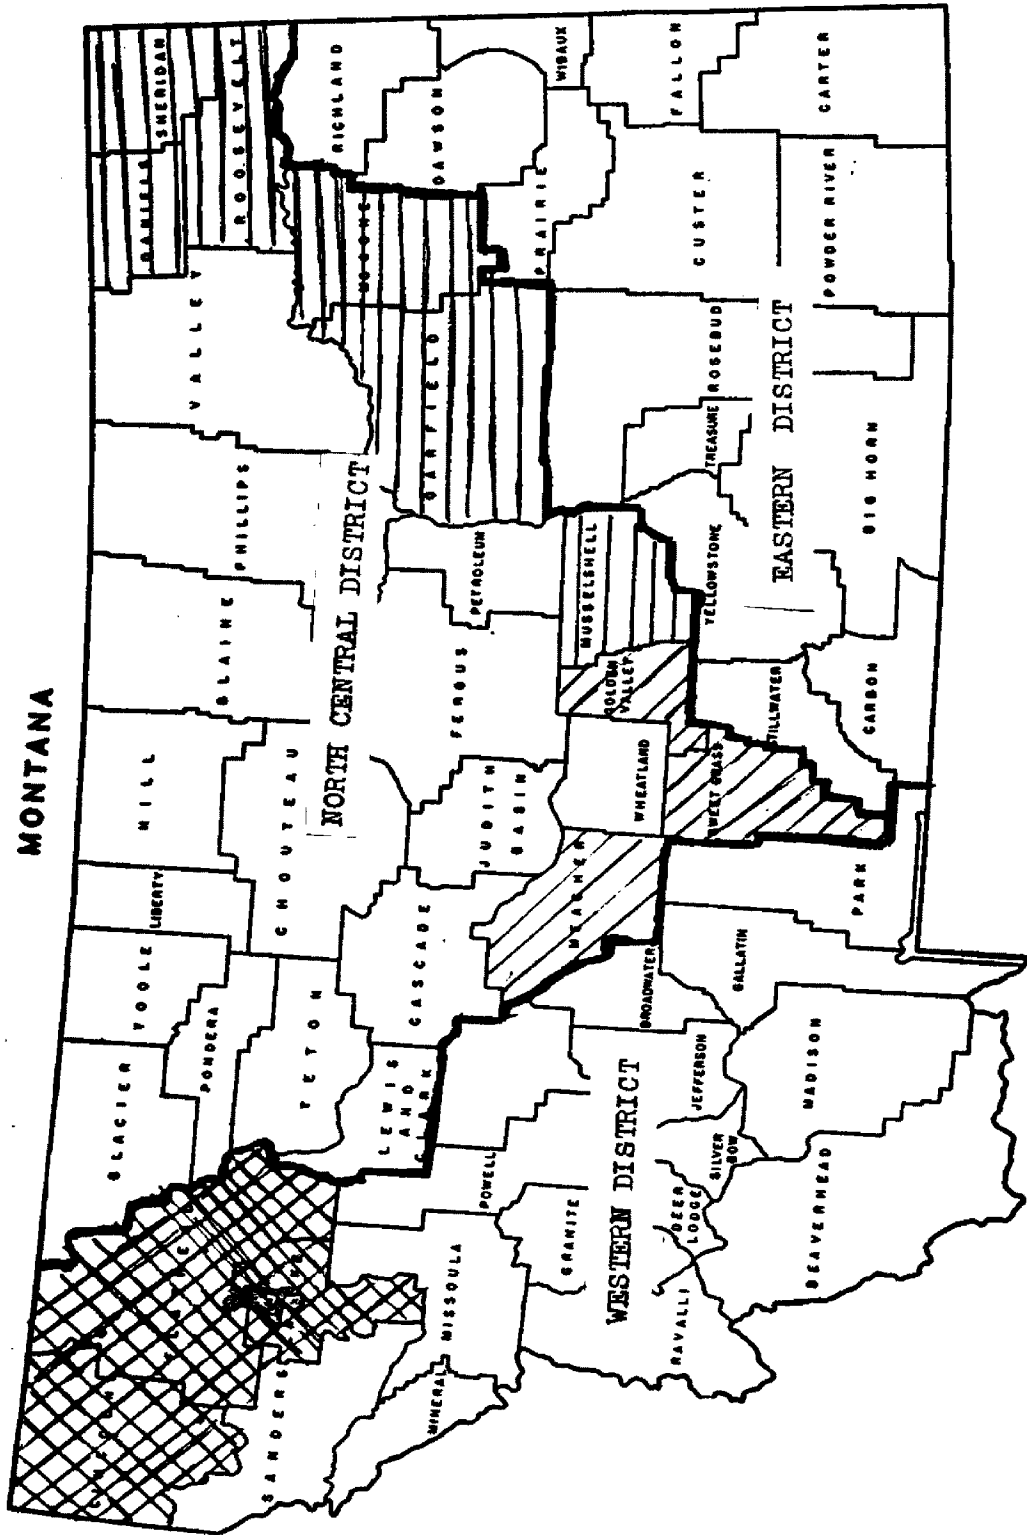 MONTANA
GLACIER
TOOLE
LIBERTY
HILL
BLAINE
PHILLIPS
VALLEY
DANIELS
SHERIDAN
ROOSEVELT
PONDERA
TETON
CHOUTEAU
NORTH CENTRAL DISTRICT
RICHLAND
LEWIS
AND
CLARK
CASCADE
JUDITH
BASIN
FERGUS
PETROLEUM
GARFIELD
DAWSON
SANDERS
MINERAL
MISSOULA
POWELL
MEAGHER
WHEATLAND
GOLDEN
VALLEY
MUSSELSHELL
PRAIRIE
WIBAUX
GRANITE
WESTERN DISTRICT
BROADWATER
JEFFERSON
DEER
LODGE
SILVER
BOW
RAVALLI
GALLATIN
SWEET GRASS
STILLWATER
YELLOWSTONE
TREASURE
ROSEBUD
CUSTER
FALLON
EASTERN DISTRICT
BEAVERHEAD
MADISON
PARK
CARBON
BIG HORN
POWDER RIVER
CARTER